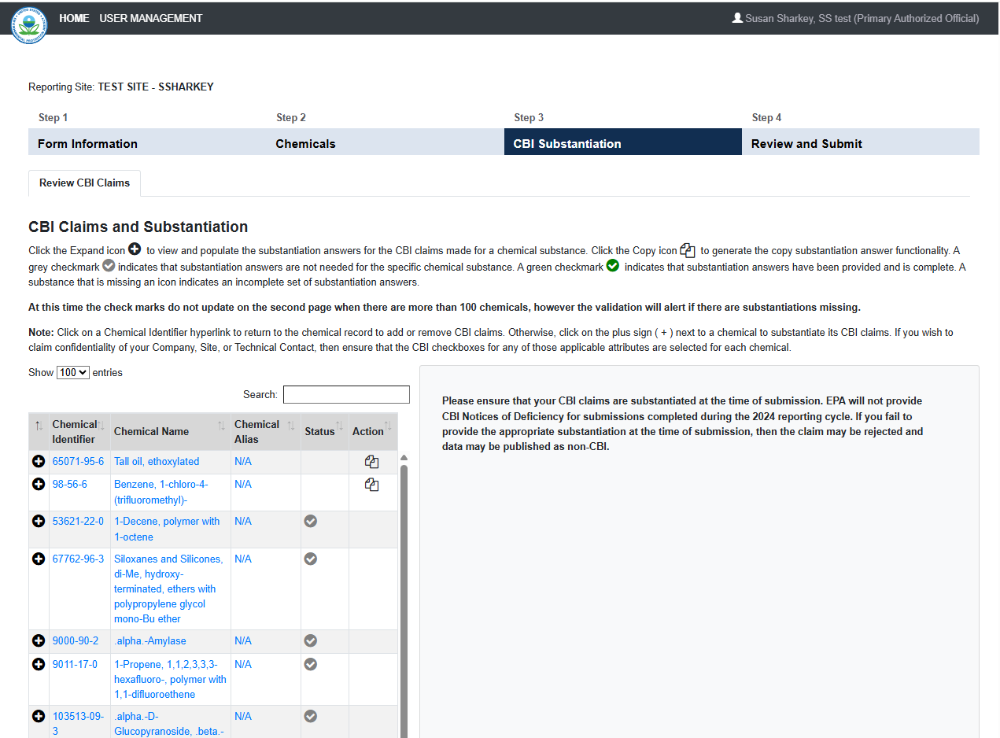 HOME USER MANAGEMENT
Susan Sharkey, SS test (Primary Authorized Official)
Reporting Site: TEST SITE - SSHARKEY
Step 1 Step 2 Step 3 Step 4
Form Information Chemicals CBI Substantiation Review and Submit
Review CBI Claims
CBI Claims and Substantiation
Click the Expand icon to view and populate the substantiation answers for the CBI claims made for a chemical substance. Click the Copy icon to generate the copy substantiation answer functionality. A
grey checkmark indicates that substantiation answers are not needed for the specific chemical substance. A green checkmark indicates that substantiation answers have been provided and is complete. A
substance that is missing an icon indicates an incomplete set of substantiation answers.
At this time the check marks do not update on the second page when there are more than 100 chemicals, however the validation will alert if there are substantiations missing.
Note: Click on a Chemical Identifier hyperlink to return to the chemical record to add or remove CBI claims. Otherwise, click on the plus sign ( + ) next to a chemical to substantiate its CBI claims. If you wish to
claim confidentiality of your Company, Site, or Technical Contact, then ensure that the CBI checkboxes for any of those applicable attributes are selected for each chemical.
Show 100 entries
Search:
Chemical Identifier Chemical Name Chemical Alias Status Action
65071-95-6 Tall oil, ethoxylated N/A
98-56-6 Benzene, 1-chloro-4- N/A
(trifluoromethyl)-
53621-22-0 1-Decene, polymer with N/A
1-octene
67762-96-3 Siloxanes and Silicones, N/A
di-Me, hydroxy-
terminated, ethers with
polypropylene glycol
mono-Bu ether
9000-90-2 .alpha.-Amylase N/A
9011-17-0 1-Propene, 1,1,2,3,3,3- N/A
hexafluoro-, polymer with
1,1-difluoroethene
103513-09- .alpha.-D- N/A
3 Glucopyranoside, .beta.-
Please ensure that your CBI claims are substantiated at the time of submission. EPA will not provide
CBI Notices of Deficiency for submissions completed during the 2024 reporting cycle. If you fail to
provide the appropriate substantiation at the time of submission, then the claim may be rejected and
data may be published as non-CBI.